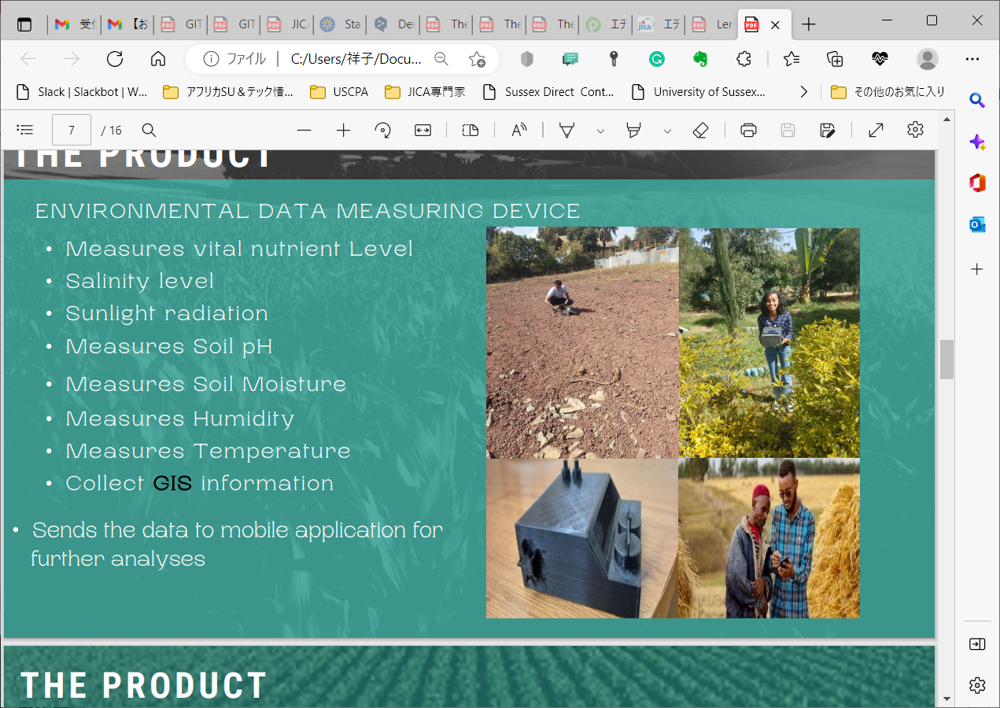 受
【お
GIT
GIT
JIC
Sta
Dee
The
The
The
エチ
エチ
Ler
ファイル
C:/Users/祥子/Docu...
Slack | Slackbot | W...
アフリカSU＆テック情...
USCPA
JICA専門家
Sussex Direct Cont...
University of Sussex...
その他のお気に入り
7 / 16
THE PRODUCT
ENVIRONMENTAL DATA MEASURING DEVICE
• Measures vital nutrient Level
• Salinity level
• Sunlight radiation
• Measures Soil pH
• Measures Soil Moisture
• Measures Humidity
• Measures Temperature
• Collect GIS information
• Sends the data to mobile application for
further analyses
THE PRODUCT